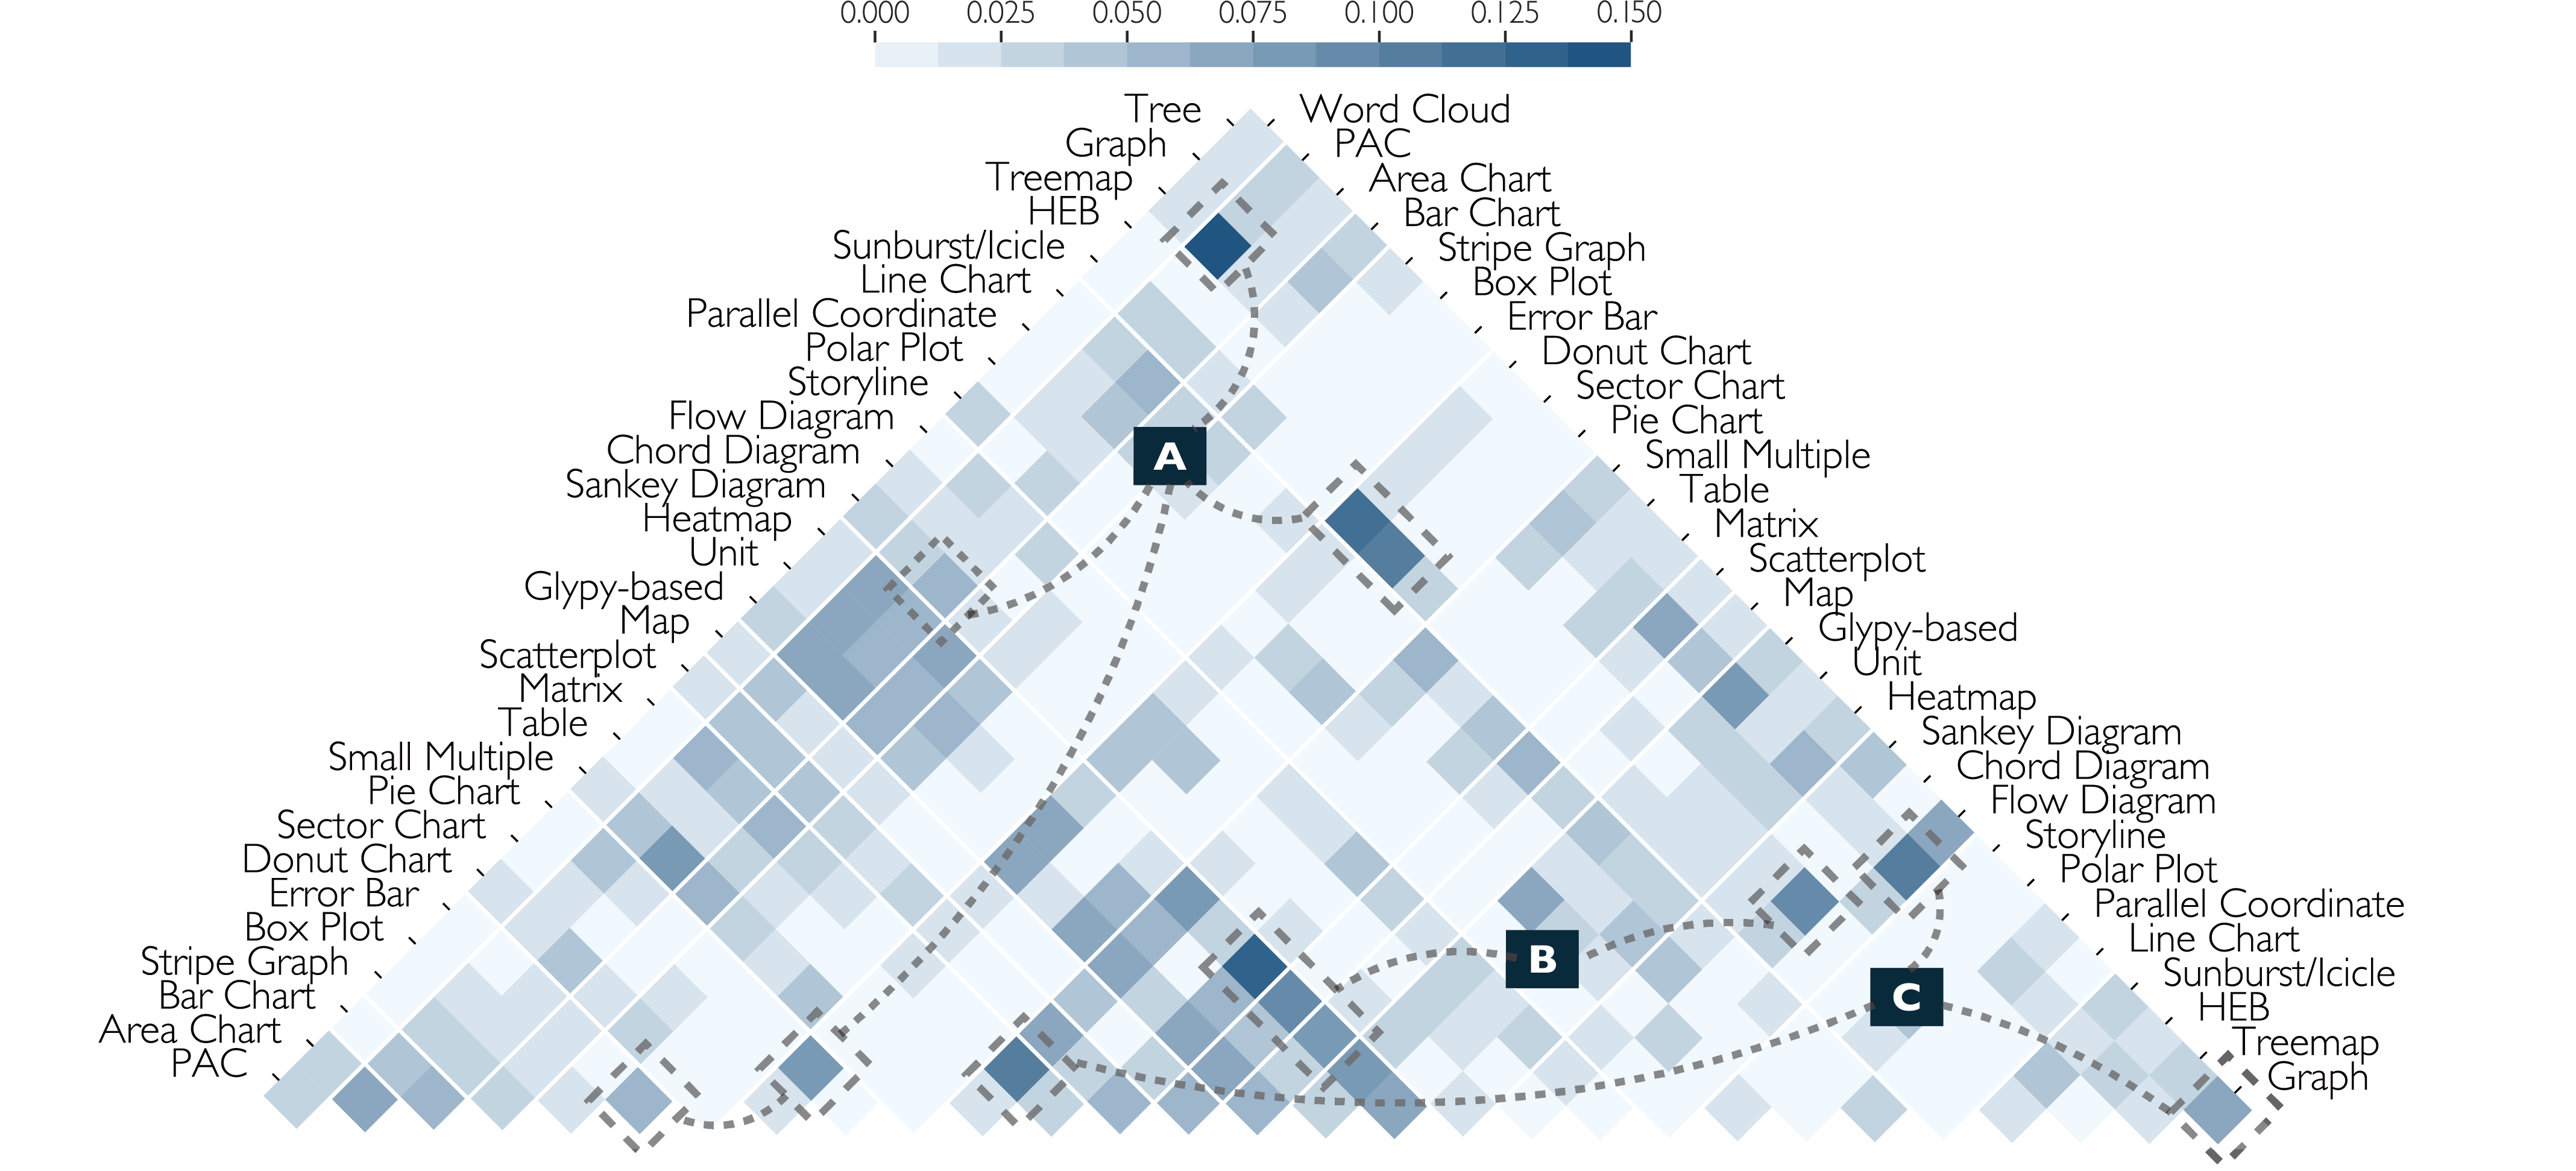 0.000 0.025 0.050 0.075 0.100 0.125 0.150
Tree Word Cloud
Graph PAC
Treemap Area Chart
HEB Bar Chart
Sunburst/Icicle Stripe Graph
Line Chart Box Plot
Parallel Coordinate Error Bar
Polar Plot Donut Chart
Storyline Sector Chart
Flow Diagram Pie Chart
Chord Diagram Small Multiple
A
Sankey Diagram Table
Heatmap Matrix
Unit Scatterplot
Glypy-based Map
Map Glypy-based
Scatterplot Unit
Matrix Heatmap
Table Sankey Diagram
Small Multiple Chord Diagram
Pie Chart Flow Diagram
Sector Chart Storyline
Donut Chart Polar Plot
Error Bar Parallel Coordinate
Box Plot Line Chart
B
Stripe Graph Sunburst/Icicle
Bar Chart HEB
C
Area Chart Treemap
PAC Graph